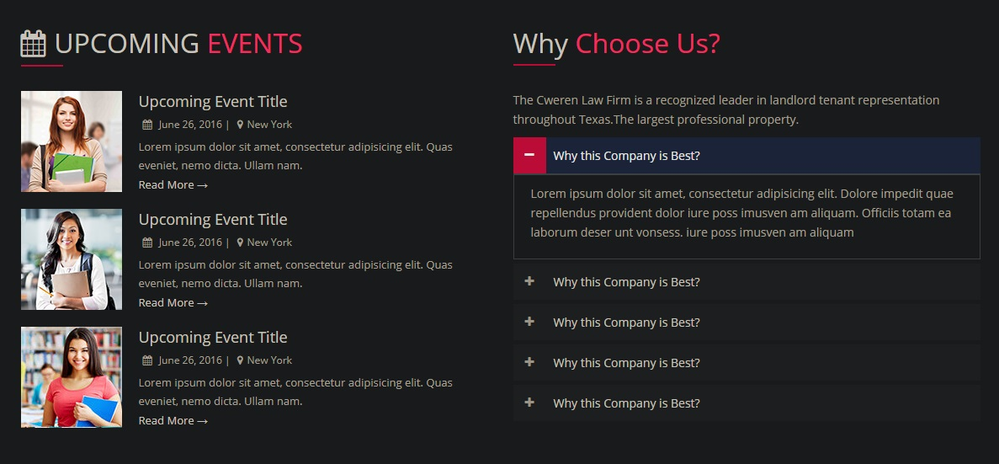 UPCOMING EVENTS
Upcoming Event Title
June 26, 2016 | New York
Lorem ipsum dolor sit amet, consectetur adipisicing elit. Quas
eveniet, nemo dicta. Ullam nam.
Read More →
Upcoming Event Title
June 26, 2016 | New York
Lorem ipsum dolor sit amet, consectetur adipisicing elit. Quas
eveniet, nemo dicta. Ullam nam.
Read More →
Upcoming Event Title
June 26, 2016 | New York
Lorem ipsum dolor sit amet, consectetur adipisicing elit. Quas
eveniet, nemo dicta. Ullam nam.
Read More →
Why Choose Us?
The Cweren Law Firm is a recognized leader in landlord tenant representation
throughout Texas.The largest professional property.
Why this Company is Best?
Lorem ipsum dolor sit amet, consectetur adipisicing elit. Dolore impedit quae
repellendus provident dolor iure poss imusven am aliquam. Officiis totam ea
laborum deser unt vonsess. iure poss imusven am aliquam
Why this Company is Best?
Why this Company is Best?
Why this Company is Best?
Why this Company is Best?